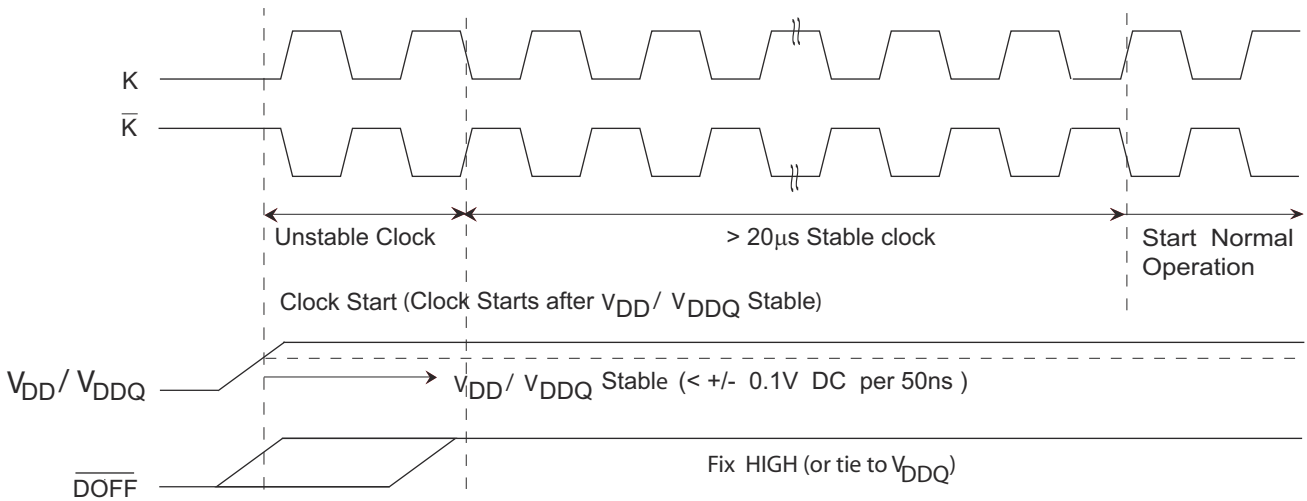 K
K
Unstable Clock
> 20μs Stable clock
Start Normal
Operation
Clock Start (Clock Starts after VDD / VDDQ Stable)
VDD / VDDQ
VDD / VDDQ Stable (< +/- 0.1V DC per 50ns )
DOFF
Fix HIGH (or tie to VDDQ)